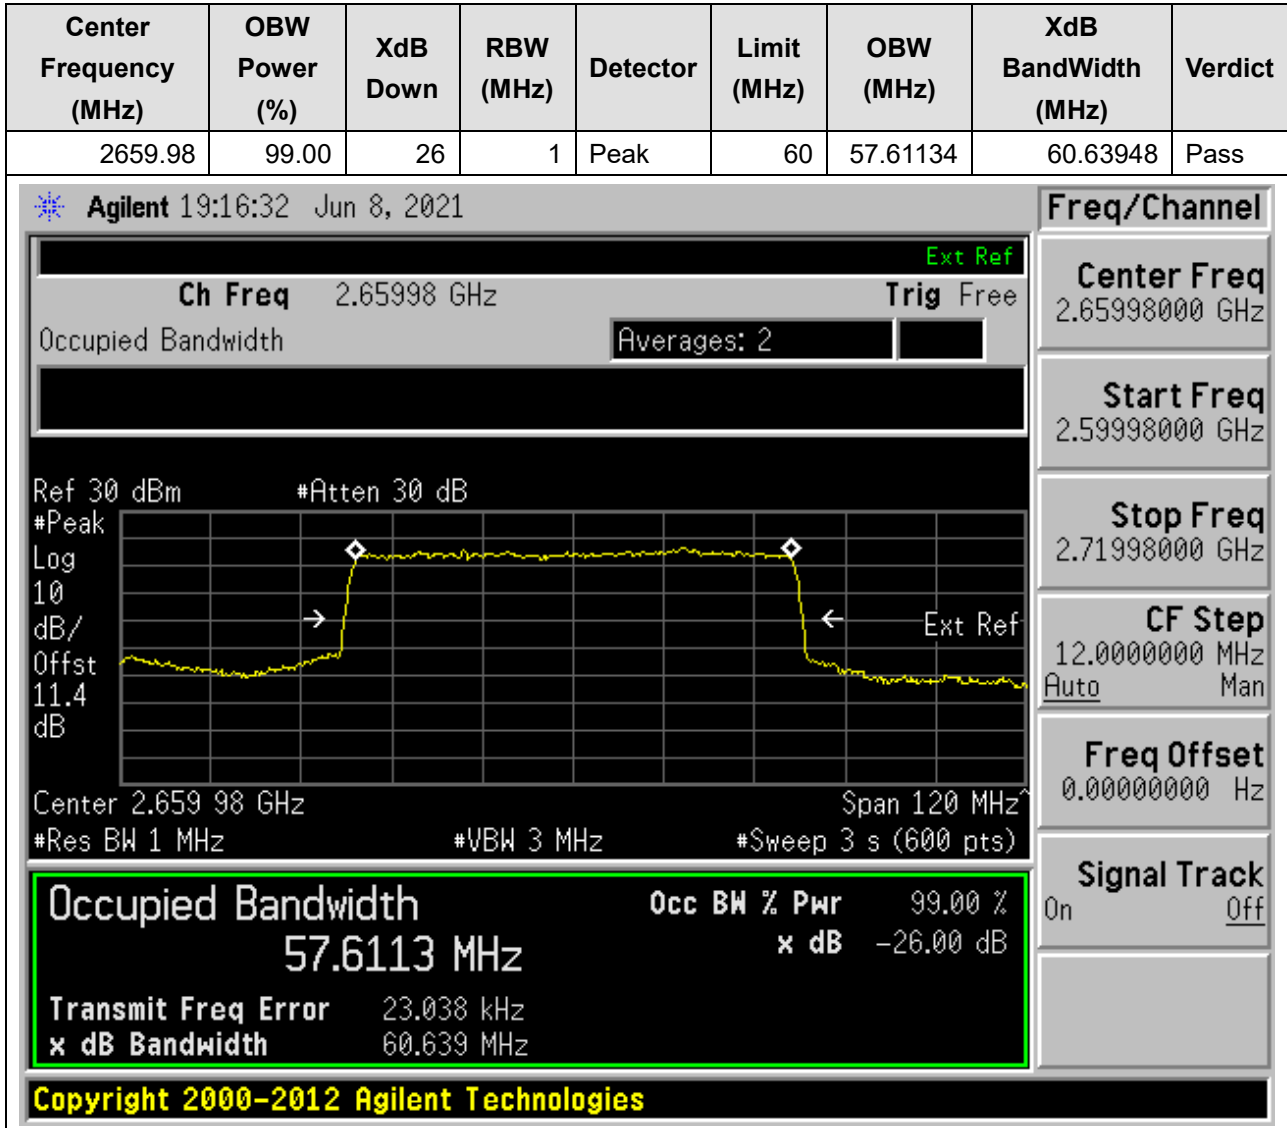 Center Frequency (MHz) OBW Power (%) XdB Down RBW (MHz) Detector Limit (MHz) OBW (MHz) XdB BandWidth (MHz) Verdict
2659.98 99.00 26 1 Peak 60 57.61134 60.63948 Pass
Agilent 19:16:32 Jun 8, 2021
Freq/Channel
Ext Ref
Ch Freq 2.65998 GHz Trig Free
Occupied Bandwidth Averages: 2
Center Freq
2.65998000 GHz
Start Freq
2.59998000 GHz
Stop Freq
2.71998000 GHz
CF Step
12.0000000 MHz
Auto Man
Freq Offset
0.00000000 Hz
Signal Track
On Off
Ref 30 dBm #Atten 30 dB
#Peak
Log
10
dB/
Offst
11.4
dB
Ext Ref
Center 2.659 98 GHz Span 120 MHz^
#Res BW 1 MHz #VBW 3 MHz #Sweep 3 s (600 pts)
Occupied Bandwidth
57.6113 MHz
Occ BW % Pwr 99.00 %
x dB -26.00 dB
Transmit Freq Error 23.038 kHz
x dB Bandwidth 60.639 MHz
Copyright 2000-2012 Agilent Technologies